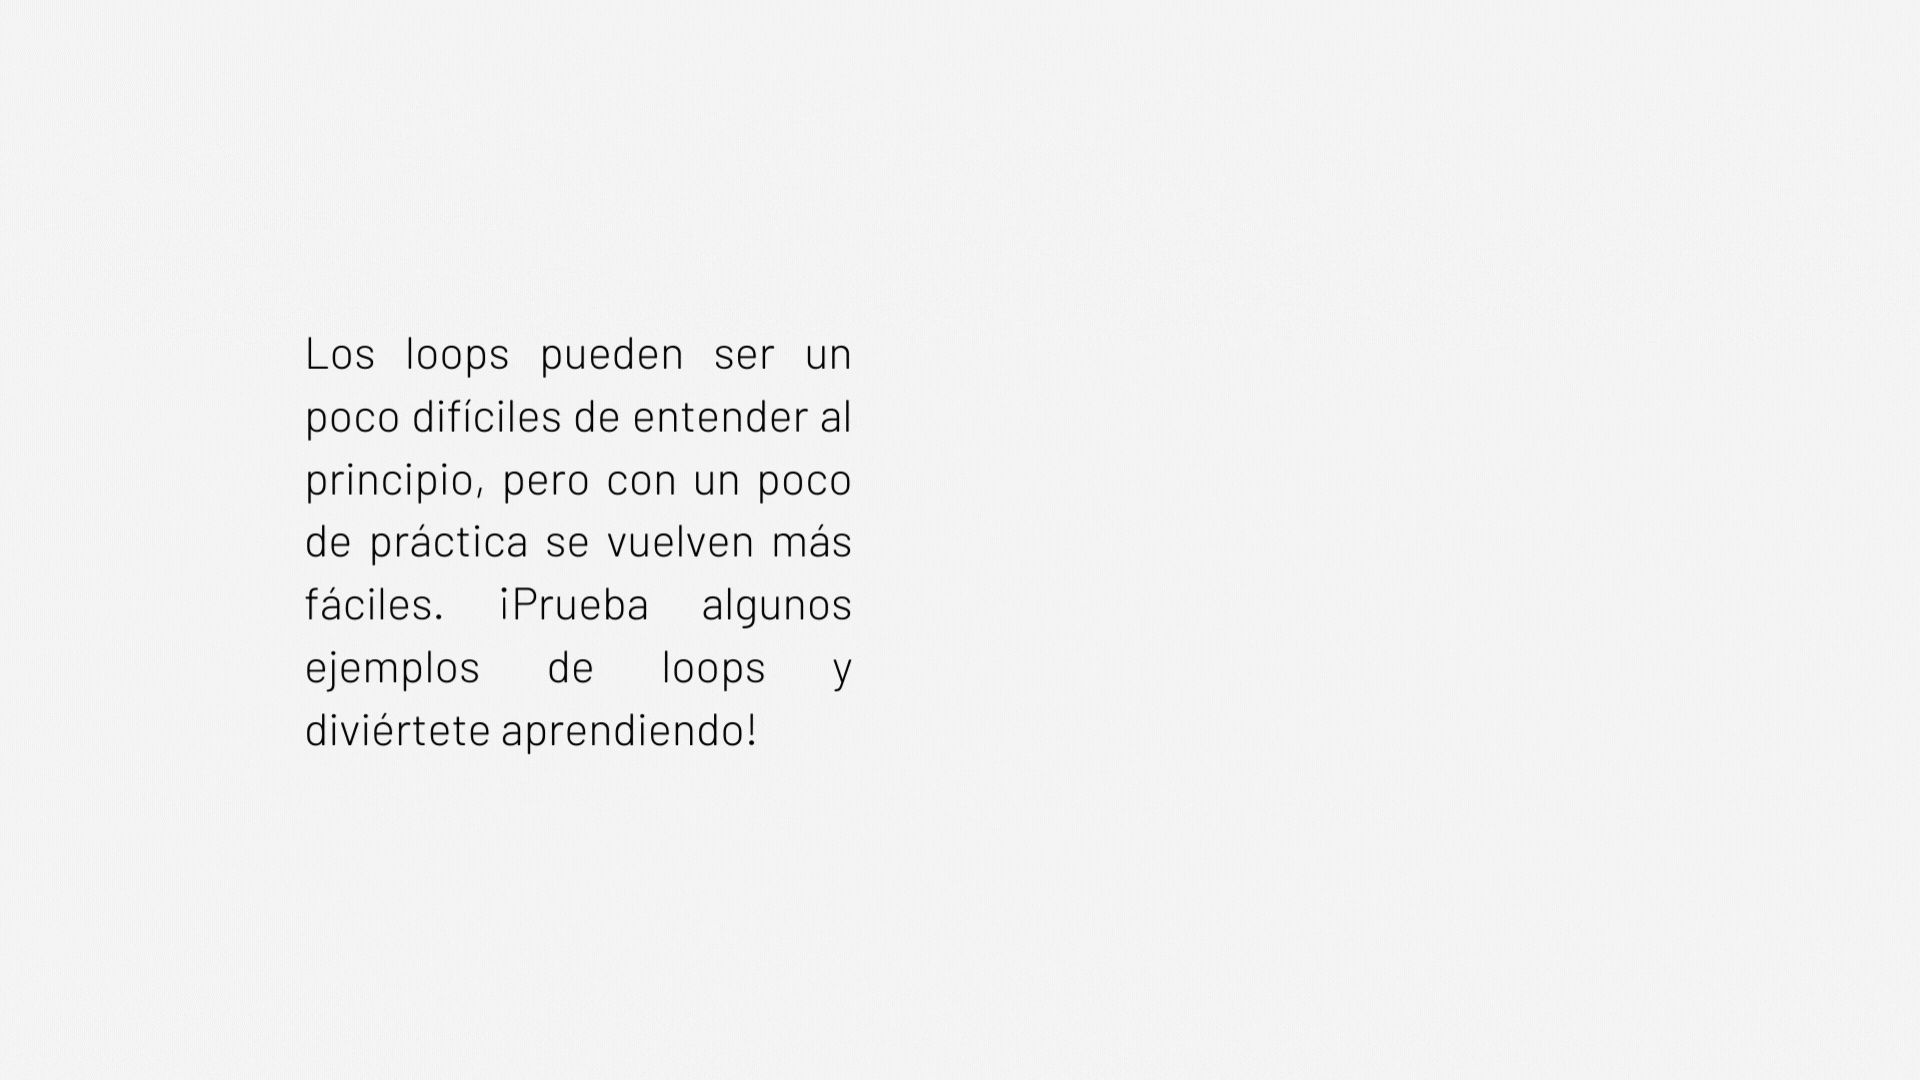 Los loops pueden ser un
poco difíciles de entender al
principio, pero con un poco
de práctica se vuelven más
fáciles. ¡Prueba algunos
ejemplos de loops y
diviértete aprendiendo!